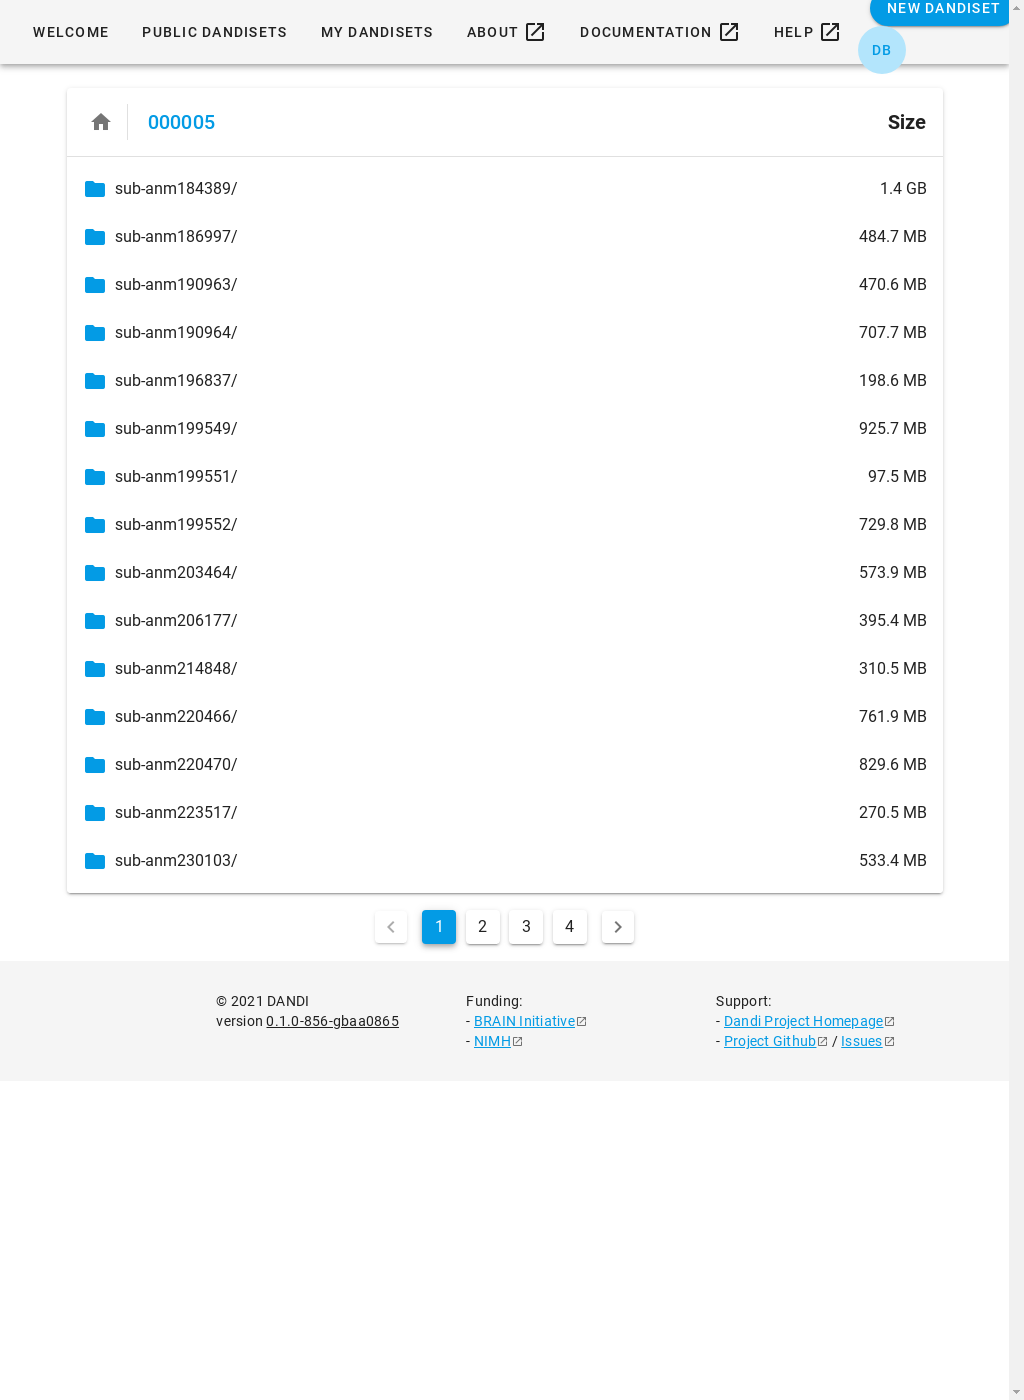 WELCOME PUBLIC DANDISETS MY DANDISETS ABOUT DOCUMENTATION HELP NEW DANDISET
DB
000005 Size
sub-anm184389/ 1.4 GB
sub-anm186997/ 484.7 MB
sub-anm190963/ 470.6 MB
sub-anm190964/ 707.7 MB
sub-anm196837/ 198.6 MB
sub-anm199549/ 925.7 MB
sub-anm199551/ 97.5 MB
sub-anm199552/ 729.8 MB
sub-anm203464/ 573.9 MB
sub-anm206177/ 395.4 MB
sub-anm214848/ 310.5 MB
sub-anm220466/ 761.9 MB
sub-anm220470/ 829.6 MB
sub-anm223517/ 270.5 MB
sub-anm230103/ 533.4 MB
1 2 3 4
© 2021 DANDI
version 0.1.0-856-gbaa0865
Funding:
- BRAIN Initiative
- NIMH
Support:
- Dandi Project Homepage
- Project Github / Issues